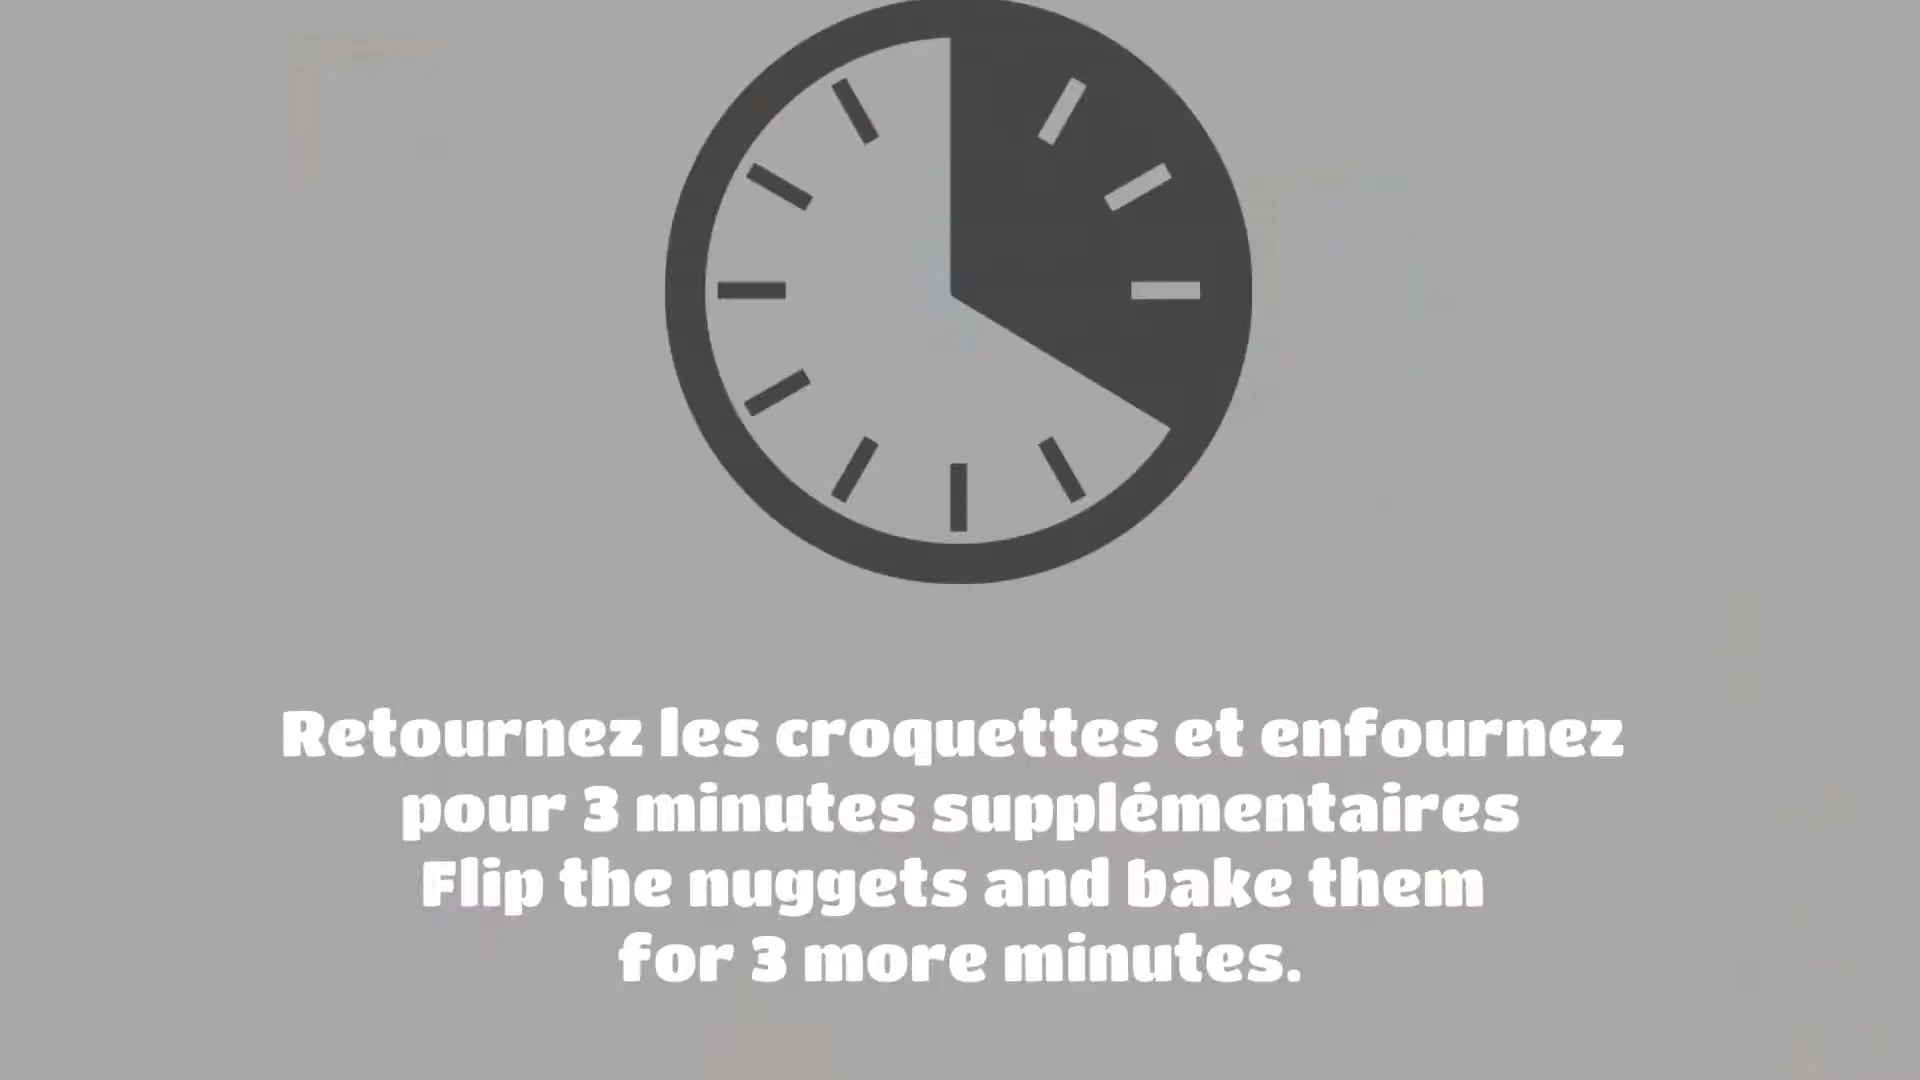 Retournez les croquettes et enfournez
pour 3 minutes supplémentaires
Flip the nuggets and bake them
for 3 more minutes.